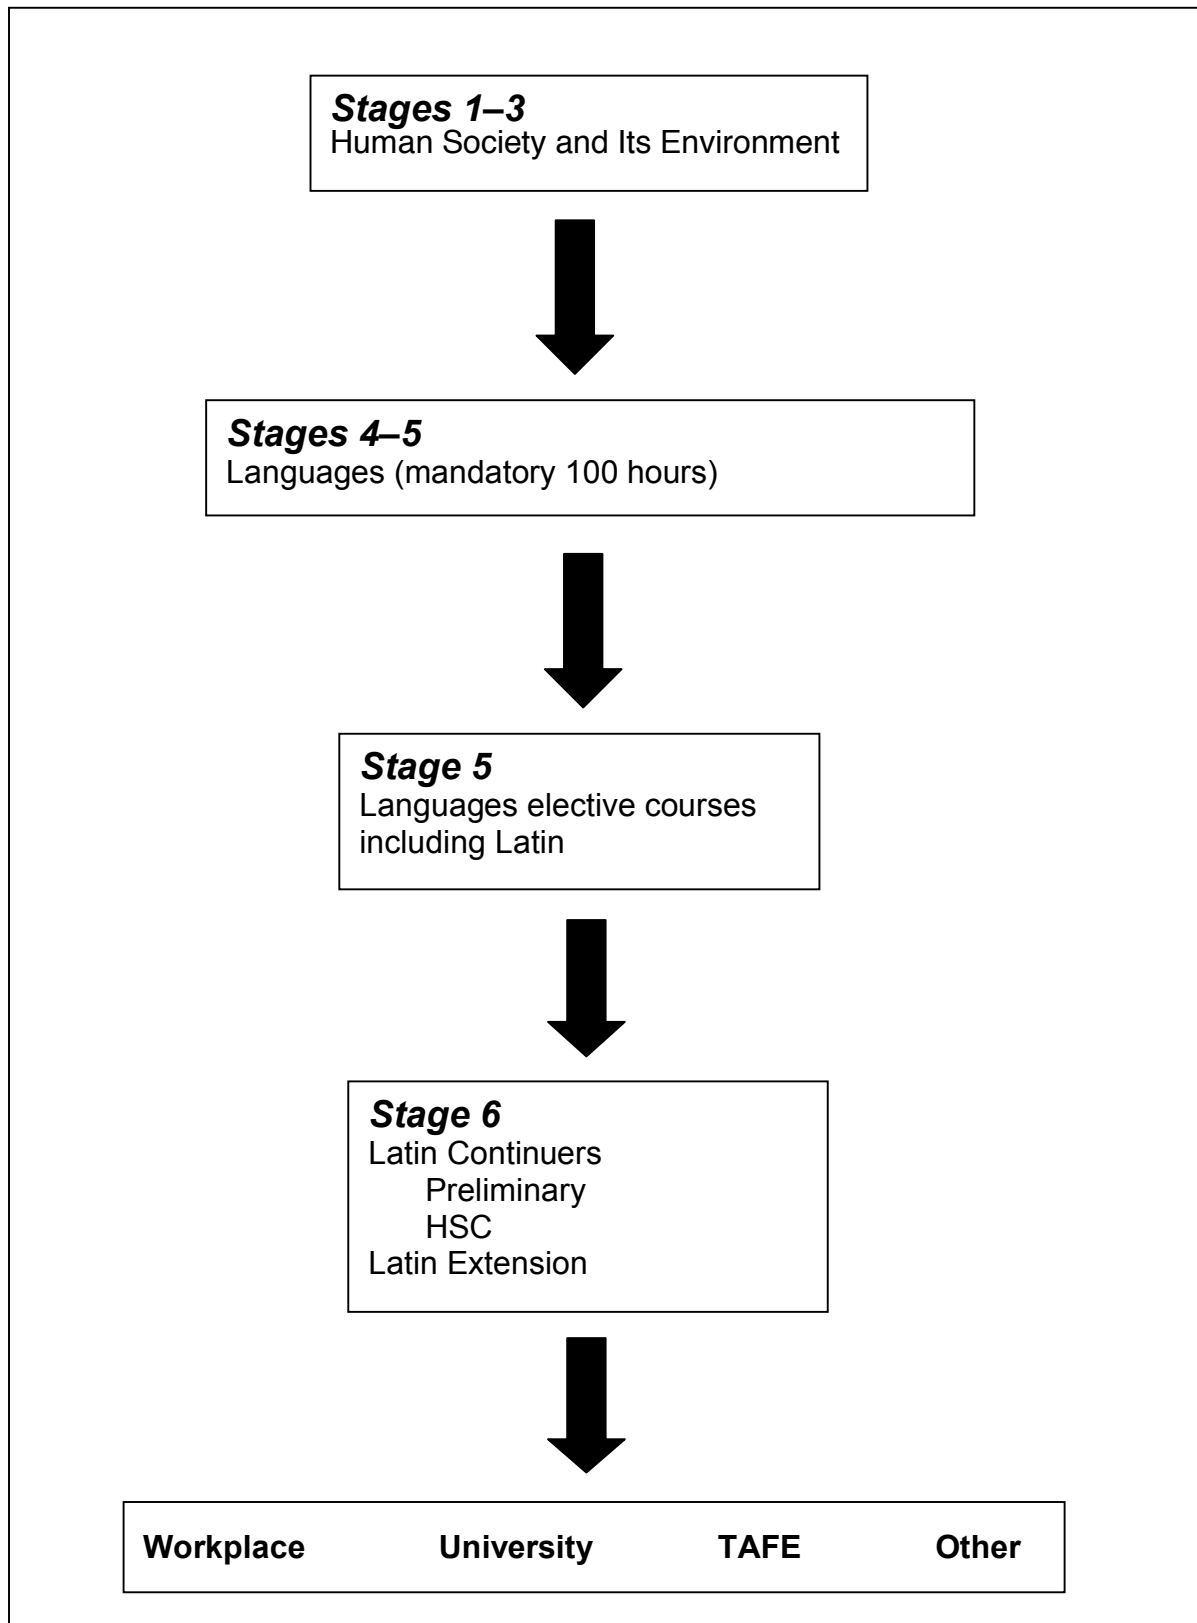 Stages 1–3
Human Society and Its Environment
Stages 4–5
Languages (mandatory 100 hours)
Stage 5
Languages elective courses
including Latin
Stage 6
Latin Continuers
Preliminary
HSC
Latin Extension
Workplace University TAFE Other